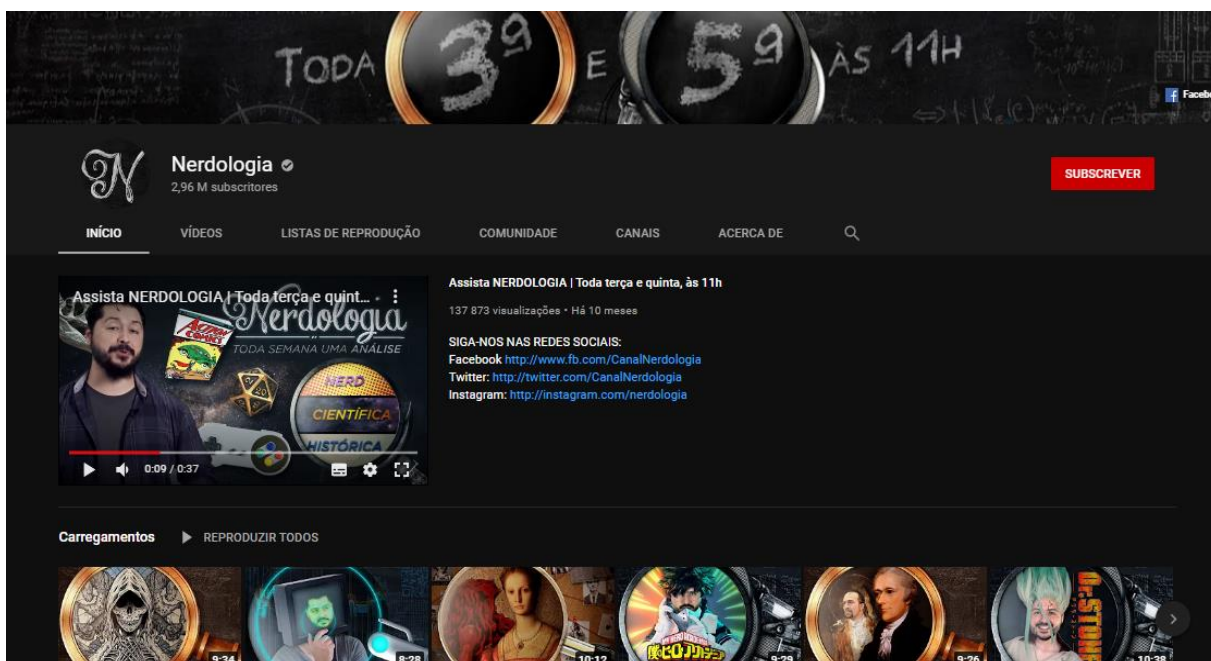 TODA 3ª E 5ª ÀS 11H
Facebo
N
Nerdologia
2,96 M subscritores
SUBSCREVER
INÍCIO VÍDEOS LISTAS DE REPRODUÇÃO COMUNIDADE CANAIS ACERCA DE
Assista NERDOLOGIA | Toda terça e quint...
Nerdologia
TODA SEMANA UMA ANÁLISE
ACTION COMICS
NERD
CIENTÍFICA
HISTÓRICA
0:09 / 0:37
Assista NERDOLOGIA | Toda terça e quinta, às 11h
137 873 visualizações • Há 10 meses
SIGA-NOS NAS REDES SOCIAIS:
Facebook http://www.fb.com/CanalNerdologia
Twitter: http://twitter.com/CanalNerdologia
Instagram: http://instagram.com/nerdologia
Carregamentos REPRODUZIR TODOS
Dr.STONE
9:34 8:28 10:12 9:29 9:26 10:38